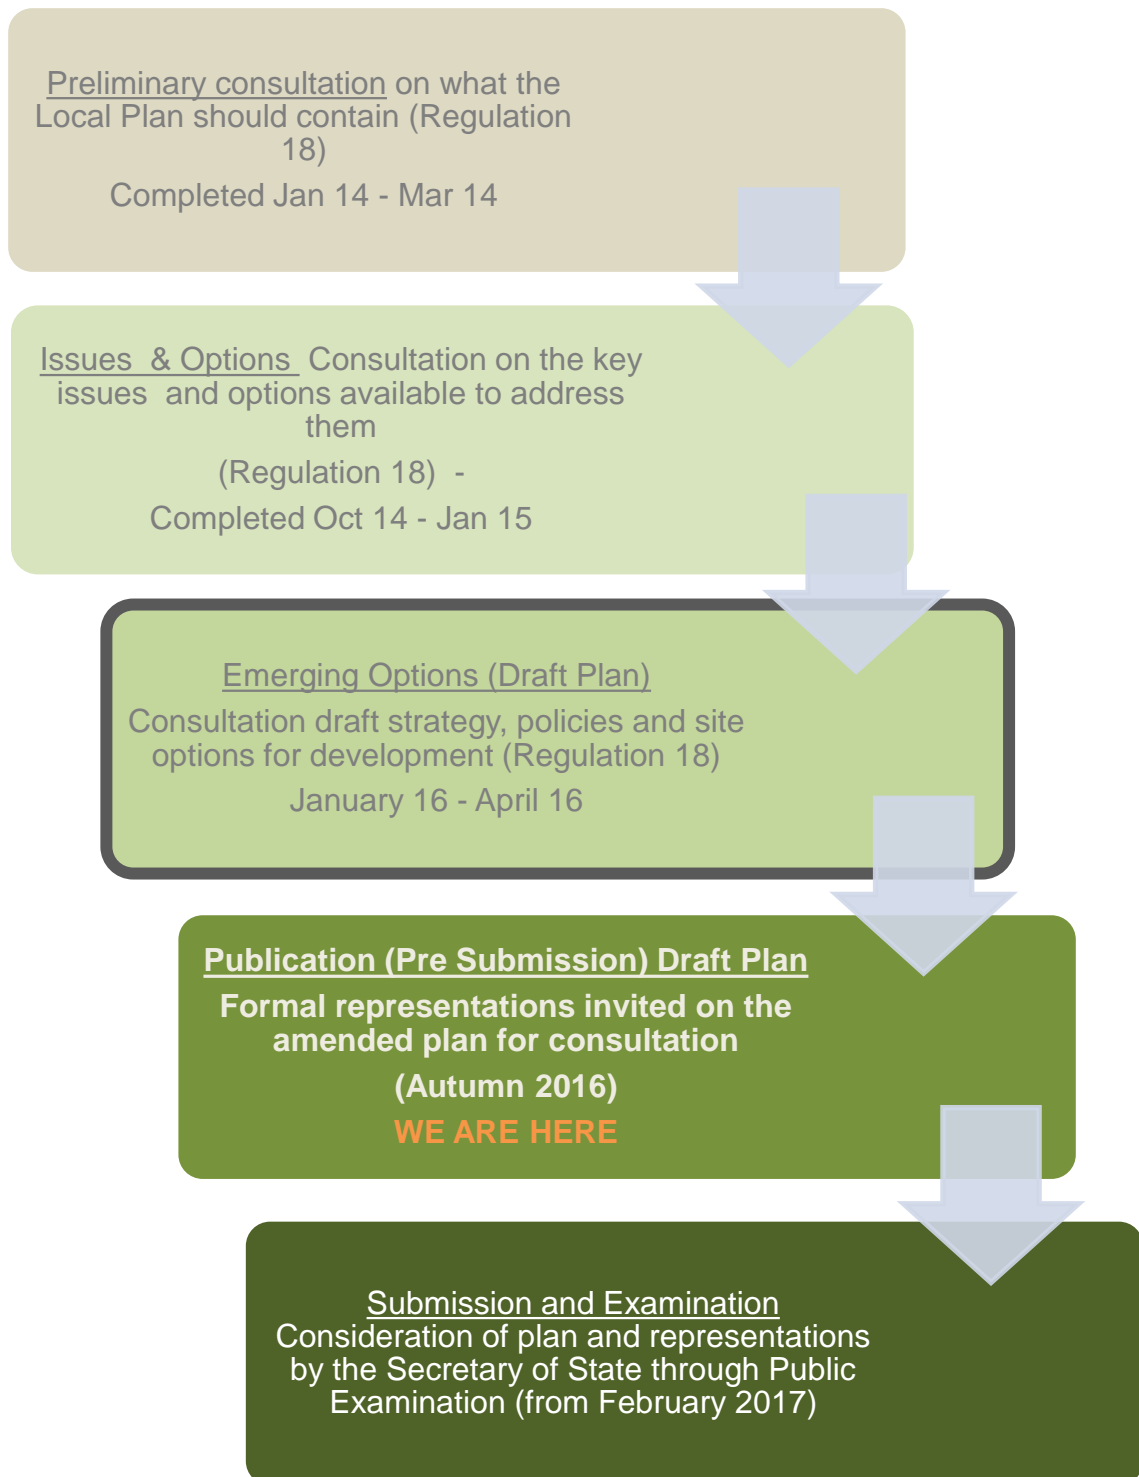 Preliminary consultation on what the
Local Plan should contain (Regulation
18)
Completed Jan 14 - Mar 14
Issues & Options Consultation on the key
issues and options available to address
them
(Regulation 18) -
Completed Oct 14 - Jan 15
Emerging Options (Draft Plan)
Consultation draft strategy, policies and site
options for development (Regulation 18)
January 16 - April 16
Publication (Pre Submission) Draft Plan
Formal representations invited on the
amended plan for consultation
(Autumn 2016)
WE ARE HERE
Submission and Examination
Consideration of plan and representations
by the Secretary of State through Public
Examination (from February 2017)